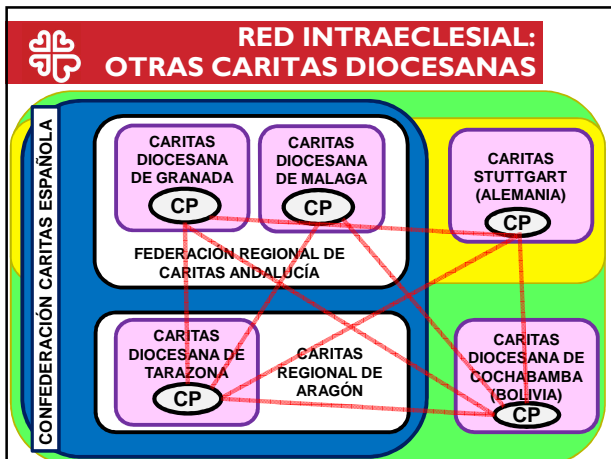 RED INTRAECLESIAL:
OTRAS CARITAS DIOCESANAS
CONFEDERACIÓN CARITAS ESPAÑOLA
CARITAS
DIOCESANA
DE GRANADA
CP
CARITAS
DIOCESANA
DE MALAGA
CP
FEDERACIÓN REGIONAL DE
CARITAS ANDALUCÍA
CARITAS
STUTTGART
(ALEMANIA)
CP
CARITAS
DIOCESANA DE
TARAZONA
CP
CARITAS
REGIONAL DE
ARAGÓN
CARITAS
DIOCESANA DE
COCHABAMBA
(BOLIVIA)
CP